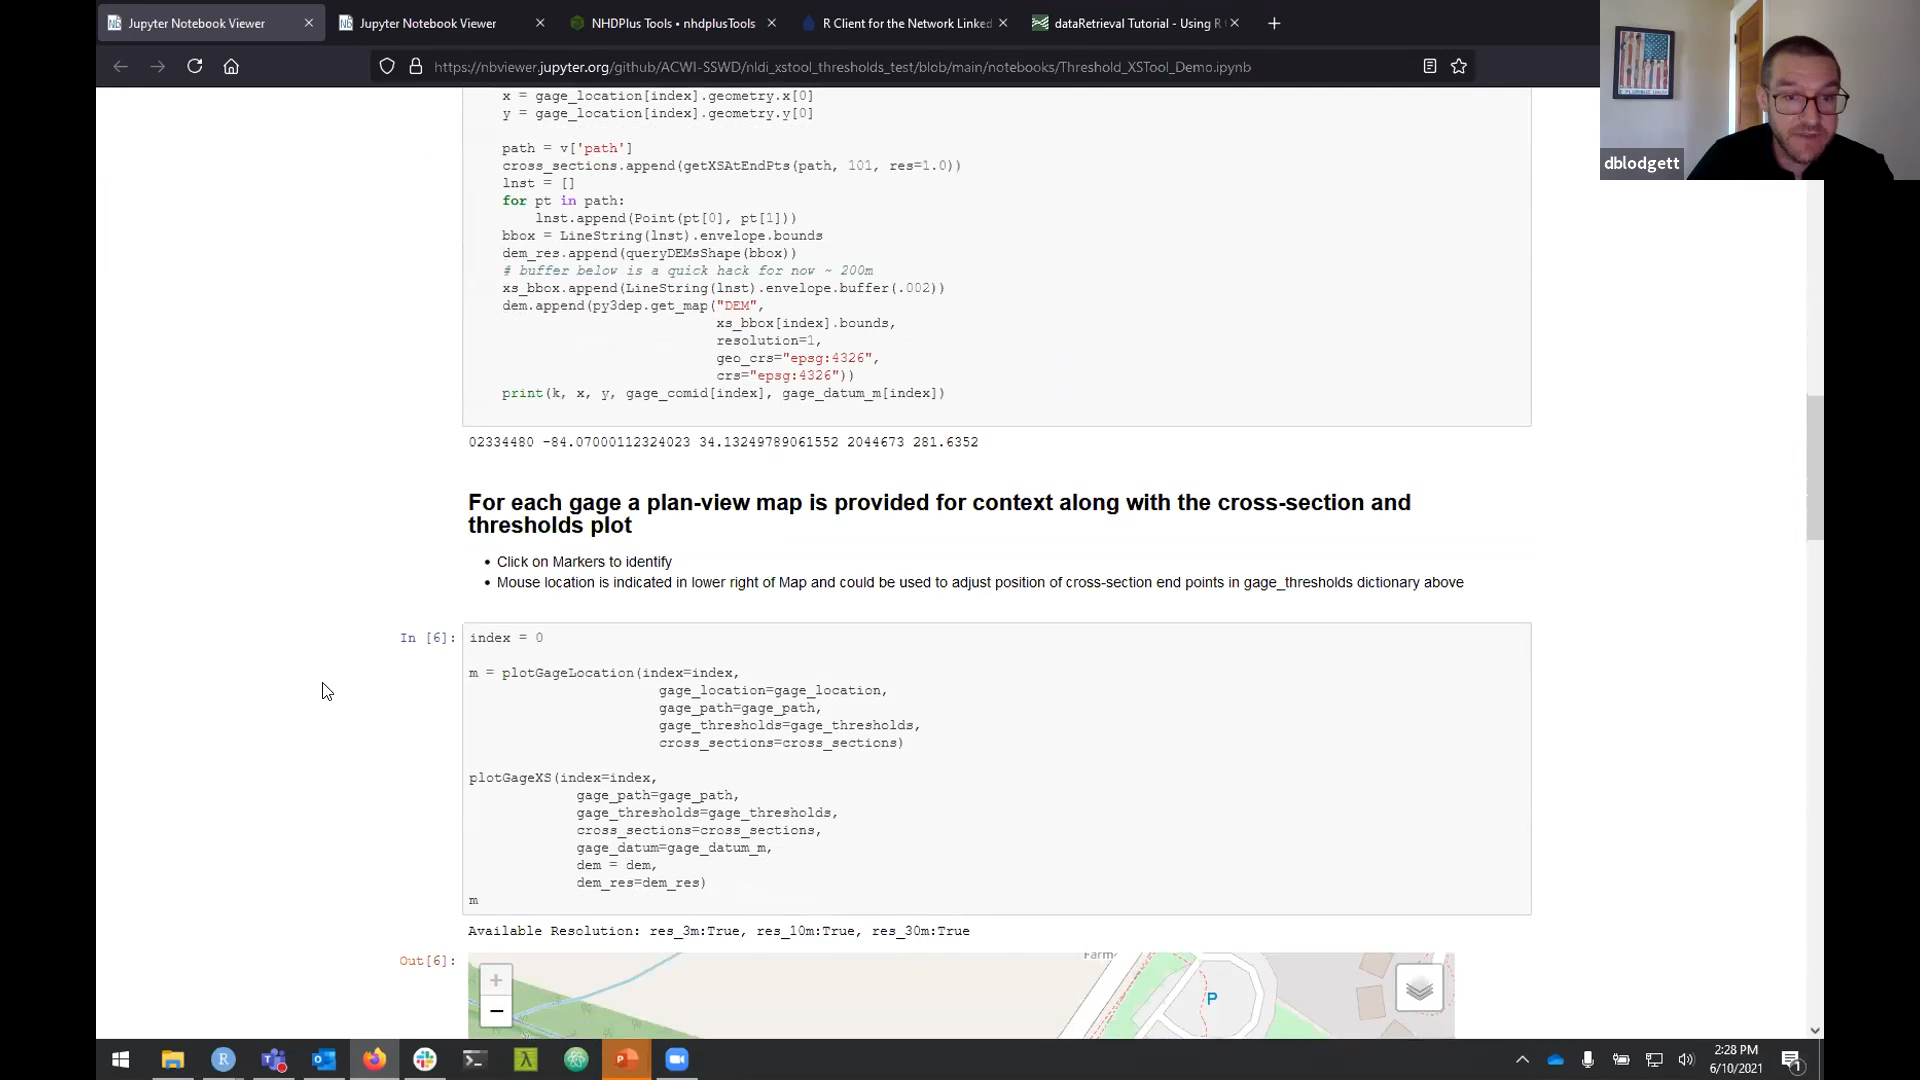 Jupyter Notebook Viewer
Jupyter Notebook Viewer
NHDPlus Tools • nhdplusTools
R Client for the Network Linked
dataRetrieval Tutorial - Using R
https://nbviewer.jupyter.org/github/ACWI-SSWD/nldi_xstool_thresholds_test/blob/main/notebooks/Threshold_XSTool_Demo.ipynb
dblodgett
x = gage_location[index].geometry.x[0]
y = gage_location[index].geometry.y[0]
path = v['path']
cross_sections.append(getXSAtEndPts(path, 101, res=1.0))
lnst = []
for pt in path:
lnst.append(Point(pt[0], pt[1]))
bbox = LineString(lnst).envelope.bounds
dem_res.append(queryDEMsShape(bbox))
# buffer below is a quick hack for now ~ 200m
xs_bbox.append(LineString(lnst).envelope.buffer(.002))
dem.append(py3dep.get_map("DEM",
xs_bbox[index].bounds,
resolution=1,
geo_crs="epsg:4326",
crs="epsg:4326"))
print(k, x, y, gage_comid[index], gage_datum_m[index])
02334480 -84.07000112324023 34.13249789061552 2044673 281.6352
For each gage a plan-view map is provided for context along with the cross-section and
thresholds plot
• Click on Markers to identify
• Mouse location is indicated in lower right of Map and could be used to adjust position of cross-section end points in gage_thresholds dictionary above
In [6]: index = 0
m = plotGageLocation(index=index,
gage_location=gage_location,
gage_path=gage_path,
gage_thresholds=gage_thresholds,
cross_sections=cross_sections)
plotGageXS(index=index,
gage_path=gage_path,
gage_thresholds=gage_thresholds,
cross_sections=cross_sections,
gage_datum=gage_datum_m,
dem = dem,
dem_res=dem_res)
m
Available Resolution: res_3m:True, res_10m:True, res_30m:True
Out[6]:
+
−
Farm
P
2:28 PM
6/10/2021